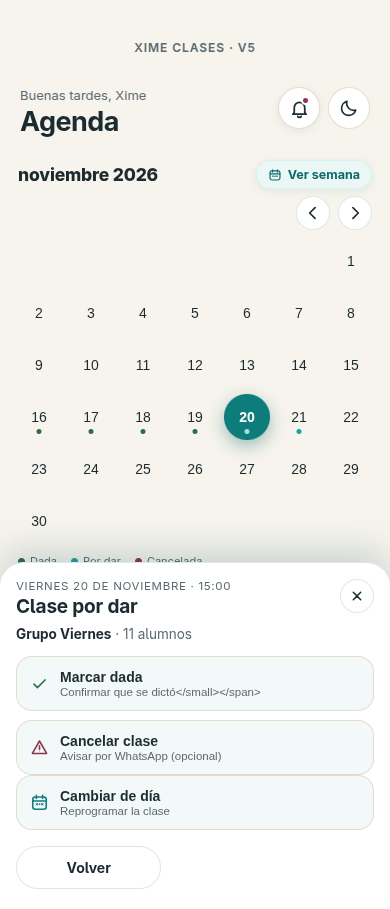 XIME CLASES · V5
Buenas tardes, Xime
Agenda
noviembre 2026
Ver semana
1
2 3 4 5 6 7 8
9 10 11 12 13 14 15
16 17 18 19 20 21 22
23 24 25 26 27 28 29
30
Dada Por dar Cancelada
VIERNES 20 DE NOVIEMBRE · 15:00
Clase por dar
Grupo Viernes · 11 alumnos
Marcar dada
Confirmar que se dictó</small></span>
Cancelar clase
Avisar por WhatsApp (opcional)
Cambiar de día
Reprogramar la clase
Volver